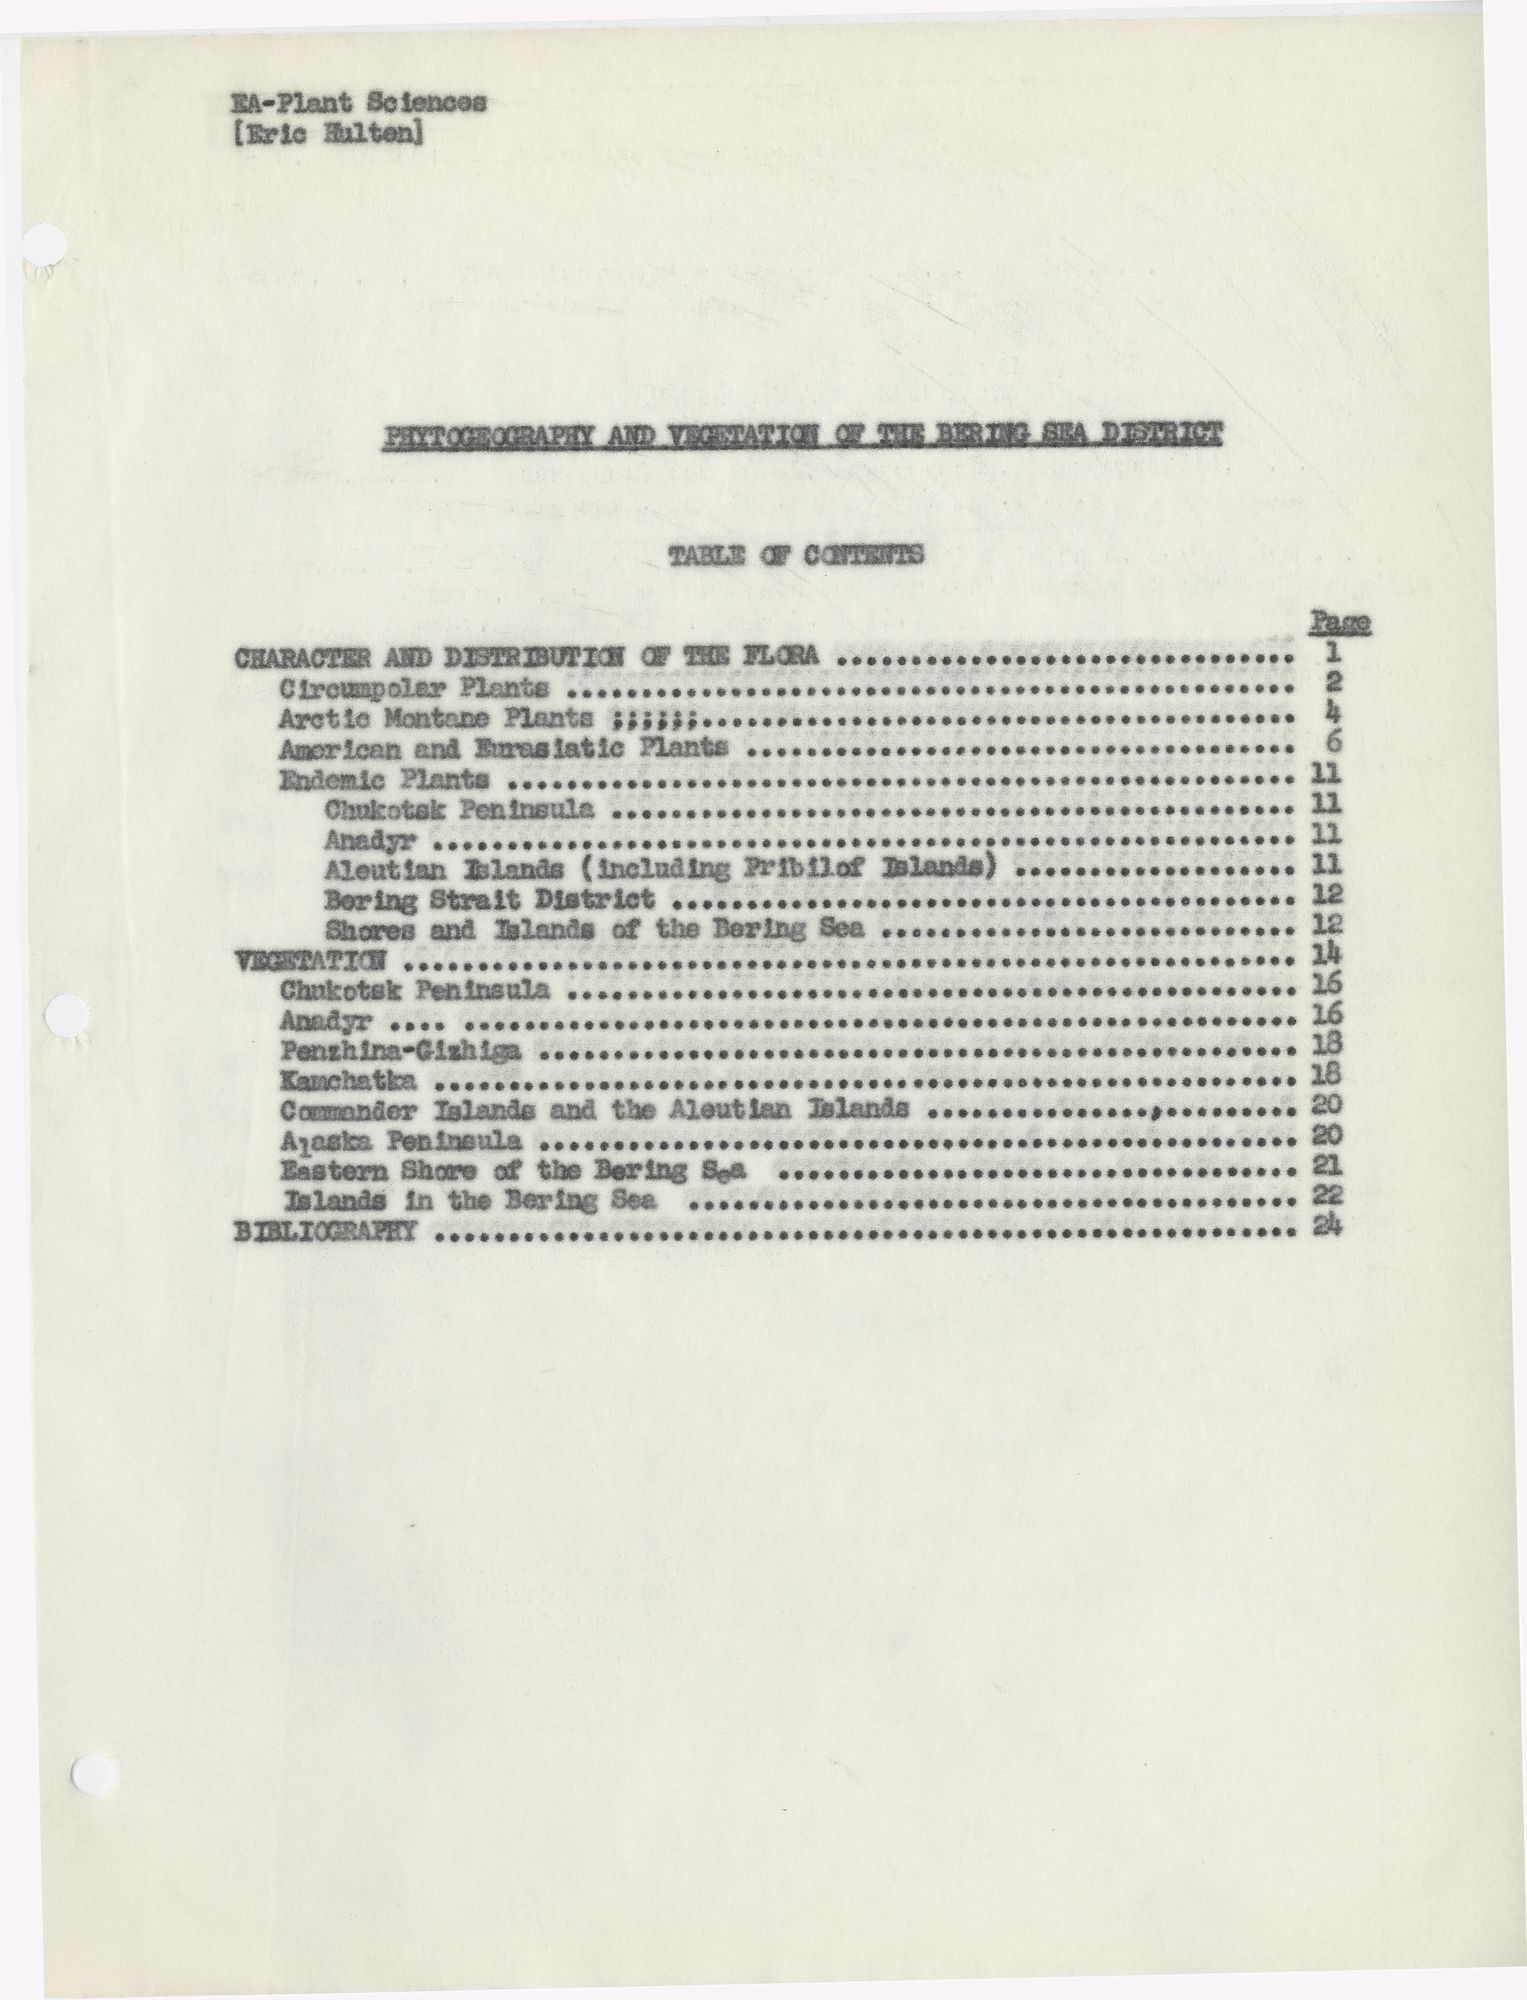 EA-Plant Sciences
[Eric Hulten]
PHYTOGEOGRAPHY AND VEGETATION OF THE BERING SEA DISTRICT
TABLE OF CONTENTS
Page
CHARACTER AND DISTRIBUTION OF THE FLORA ............................... 1
Circumpolar Plants ................................................. 2
Arctic Montane Plants ;;;;;;........................................ 4
American and Eurasiatic Plants ..................................... 6
Endemic Plants ..................................................... 11
Chukotsk Peninsula .............................................. 11
Anadyr .......................................................... 11
Aleutian Islands (including Pribilof Islands) ................... 11
Bering Strait District .......................................... 12
Shores and Islands of the Bering Sea ............................ 12
VEGETATION ............................................................ 14
Chukotsk Peninsula ................................................. 16
Anadyr .... ........................................................ 16
Penzhina-Gizhiga ................................................... 18
Kamchatka .......................................................... 18
Commander Islands and the Aleutian Islands ...............,......... 20
Alaska Peninsula ................................................... 20
Eastern Shore of the Bering Sea ................................... 21
Islands in the Bering Sea ......................................... 22
BIBLIOGRAPHY .......................................................... 24